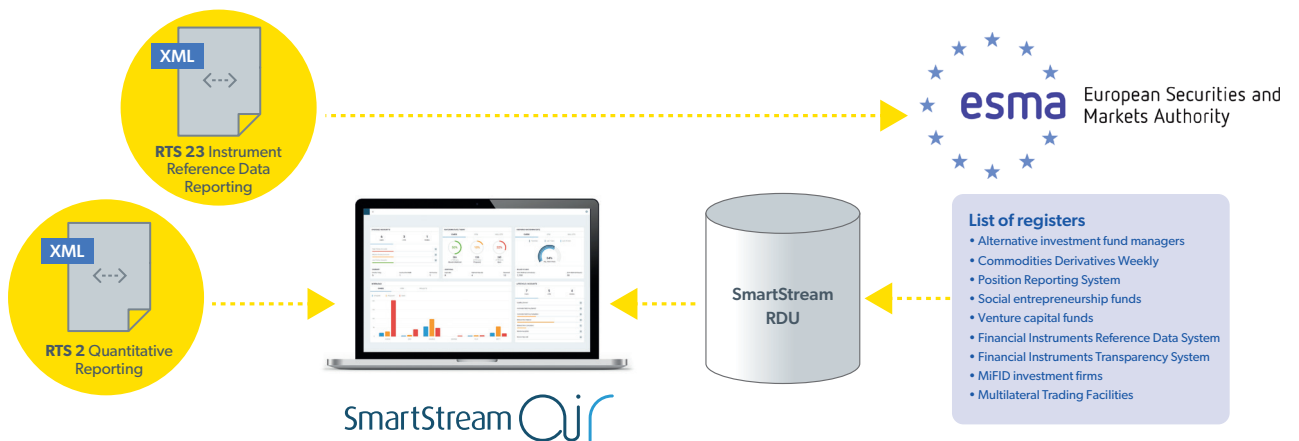 XML
RTS 23 Instrument
Reference Data
Reporting
esma
European Securities and
Markets Authority
XML
RTS 2 Quantitative
Reporting
SmartStream
RDU
List of registers
• Alternative investment fund managers
• Commodities Derivatives Weekly
• Position Reporting System
• Social entrepreneurship funds
• Venture capital funds
• Financial Instruments Reference Data System
• Financial Instruments Transparency System
• MiFID investment firms
• Multilateral Trading Facilities
SmartStream air